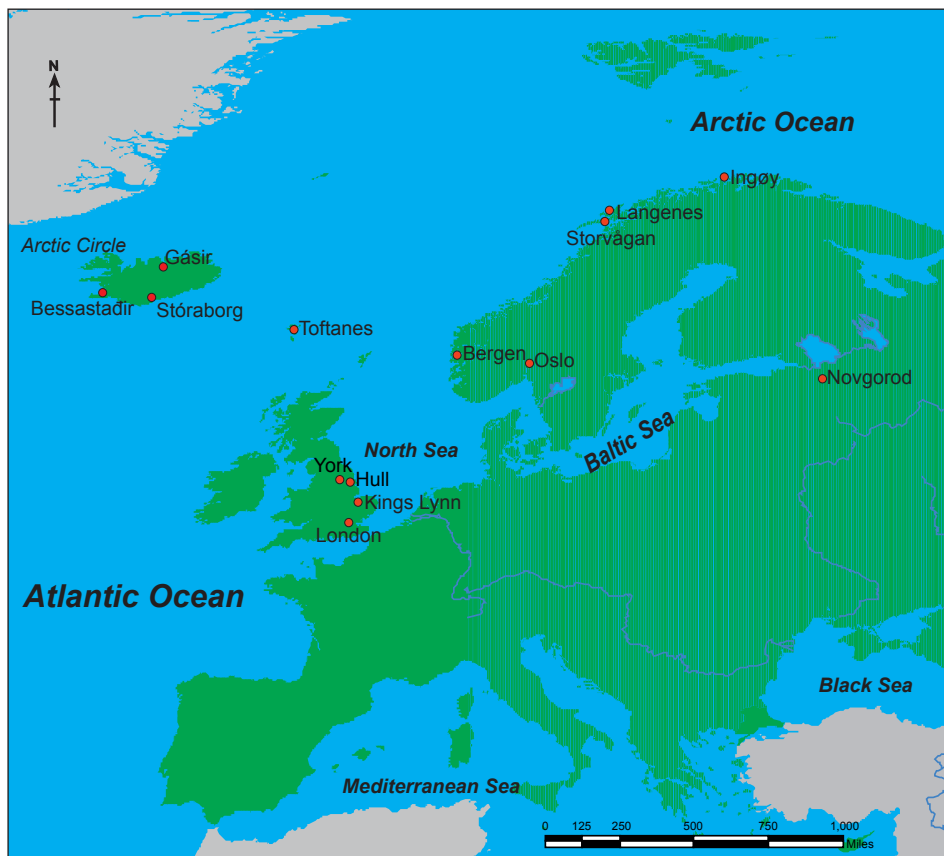 N
Arctic Ocean
Ingøy
Langenes
Storvågan
Arctic Circle
Gásir
Bessastaðir
Stóraborg
Toftanes
Bergen
Oslo
Novgorod
Baltic Sea
North Sea
York
Hull
Kings Lynn
London
Atlantic Ocean
Black Sea
Mediterranean Sea
0 125 250 500 750 1,000
Miles